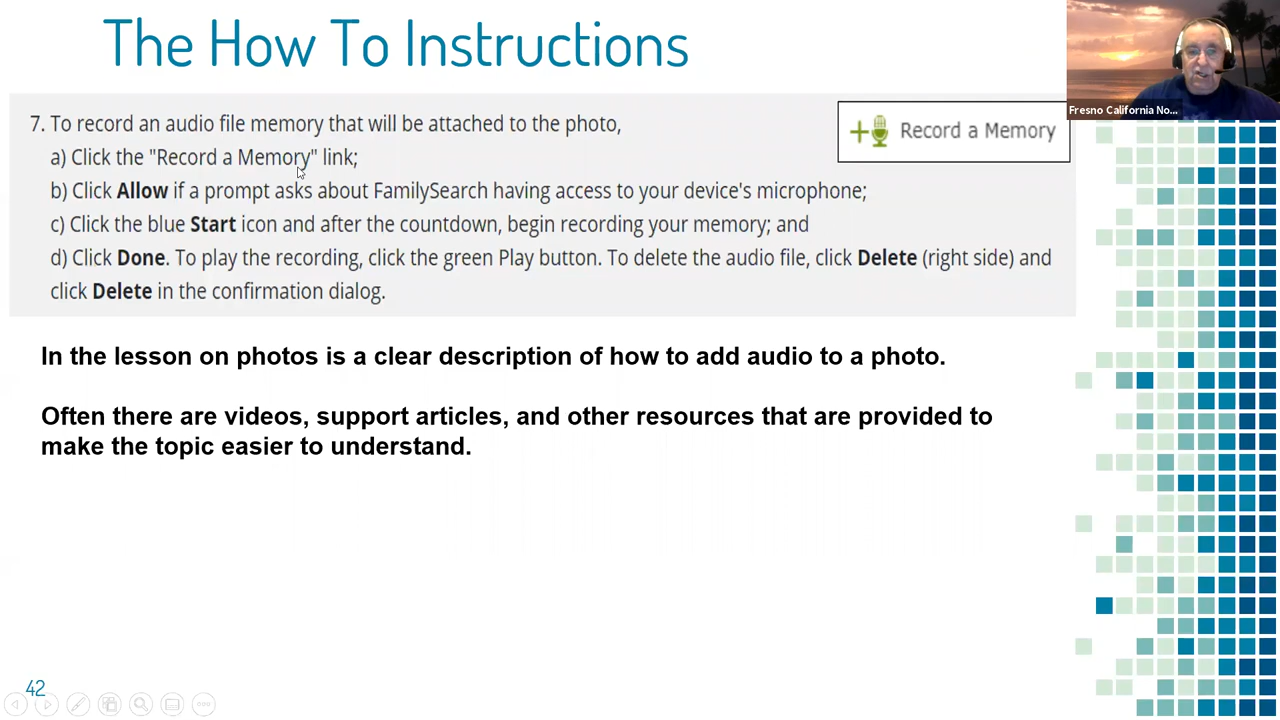 The How To Instructions
Fresno California No...
7. To record an audio file memory that will be attached to the photo,
Record a Memory
a) Click the "Record a Memory" link;
b) Click Allow if a prompt asks about FamilySearch having access to your device's microphone;
c) Click the blue Start icon and after the countdown, begin recording your memory; and
d) Click Done. To play the recording, click the green Play button. To delete the audio file, click Delete (right side) and
click Delete in the confirmation dialog.
In the lesson on photos is a clear description of how to add audio to a photo.
Often there are videos, support articles, and other resources that are provided to
make the topic easier to understand.
42